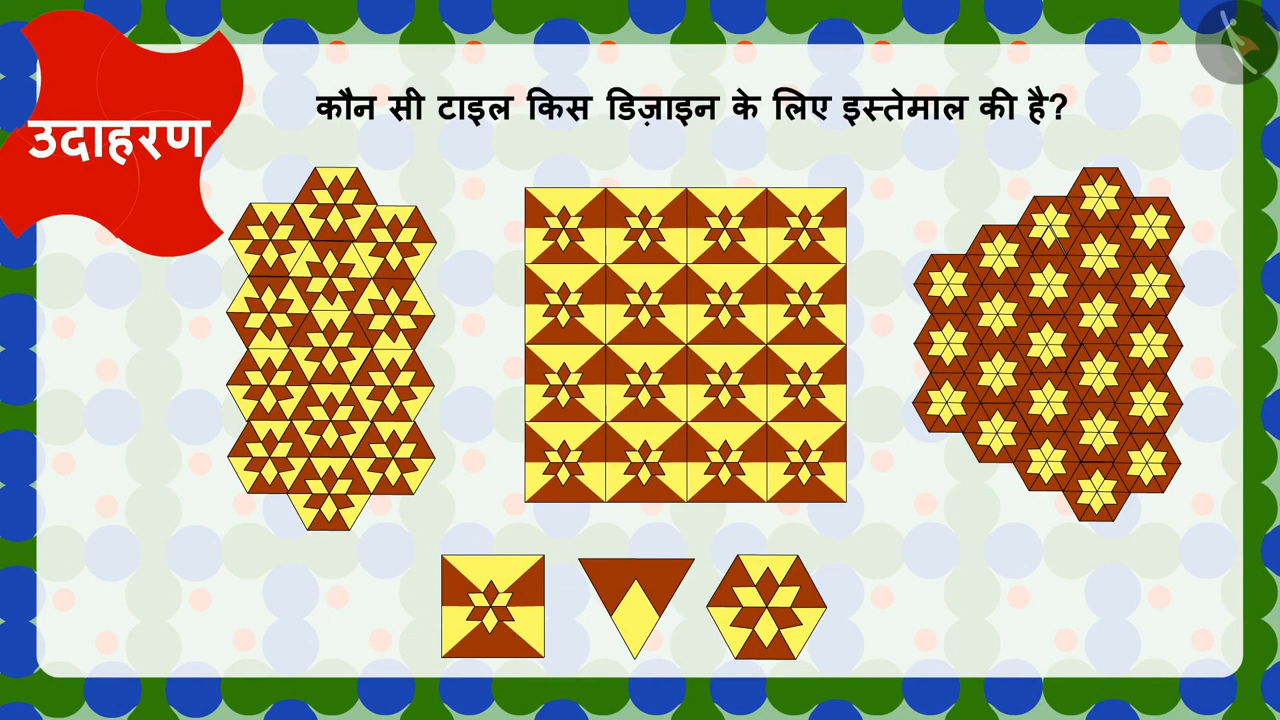 उदाहरण
कौन सी टाइल किस डिज़ाइन के लिए इस्तेमाल की है?